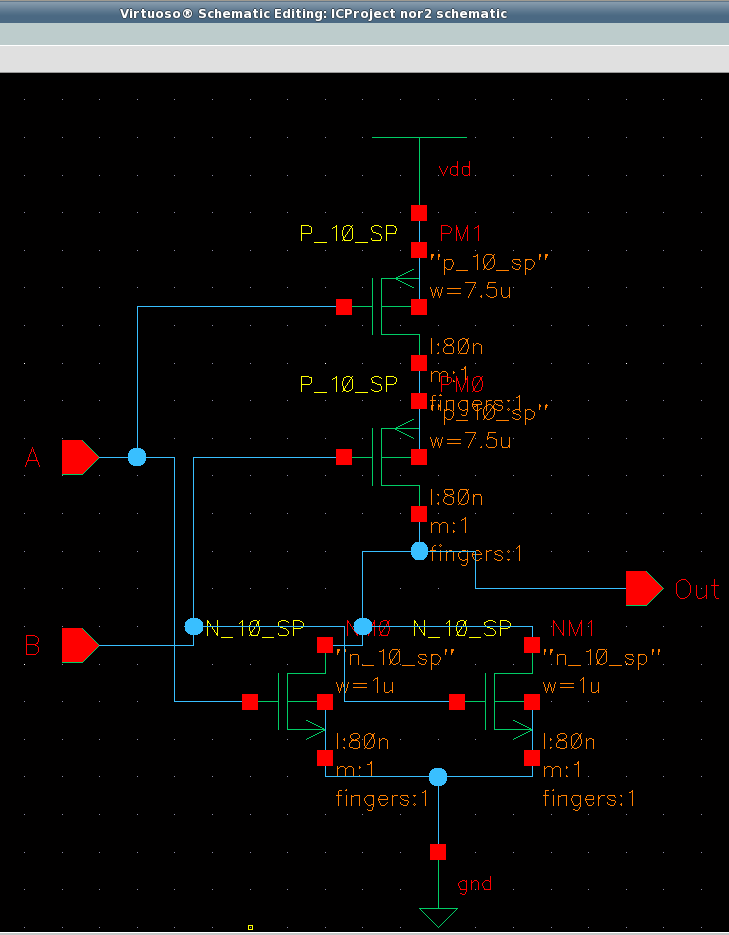 Virtuoso® Schematic Editing: ICProject nor2 schematic
vdd
P_10_SP PM1
"p_10_sp"
w=7.5u
l:80n
m:1
fingers:1
P_10_SP PM0
"p_10_sp"
w=7.5u
l:80n
m:1
fingers:1
A
B
Out
N_10_SP NM0
"n_10_sp"
w=1u
l:80n
m:1
fingers:1
N_10_SP NM1
"n_10_sp"
w=1u
l:80n
m:1
fingers:1
gnd